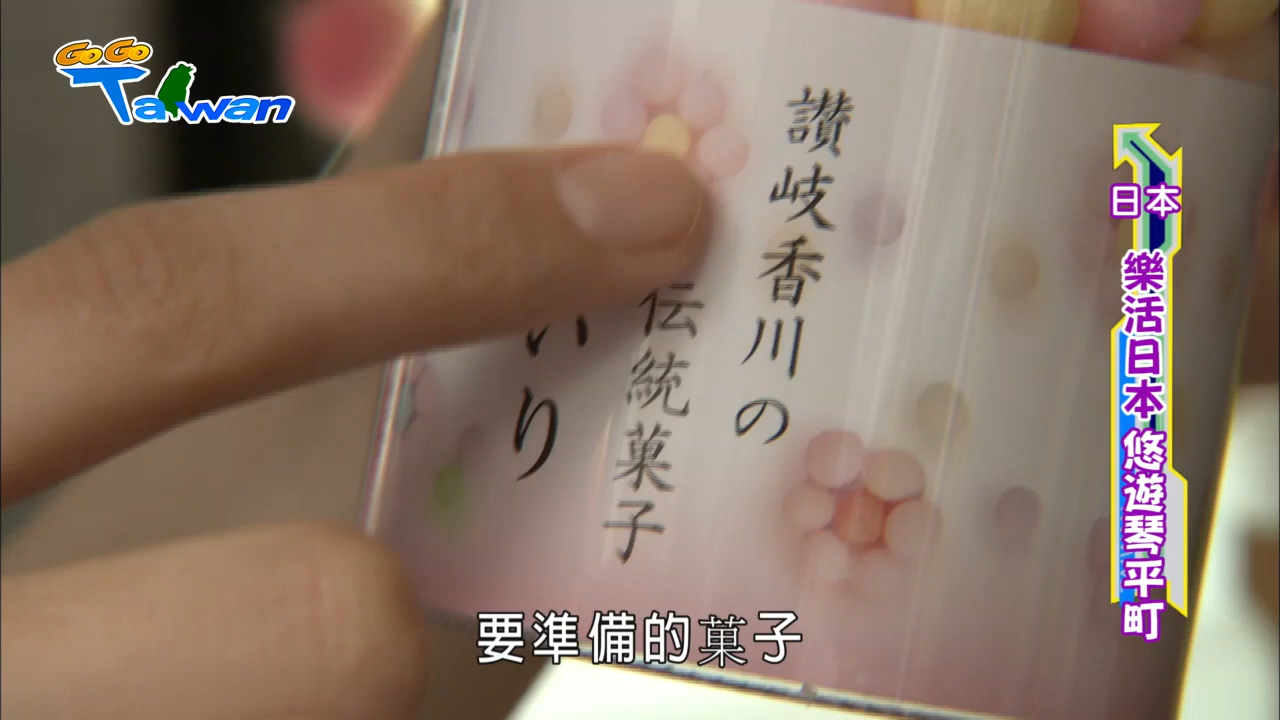 GoGo
Taiwan
讃岐香川の
伝統菓子
いり
日本
樂活日本 悠遊琴平町
要準備的菓子